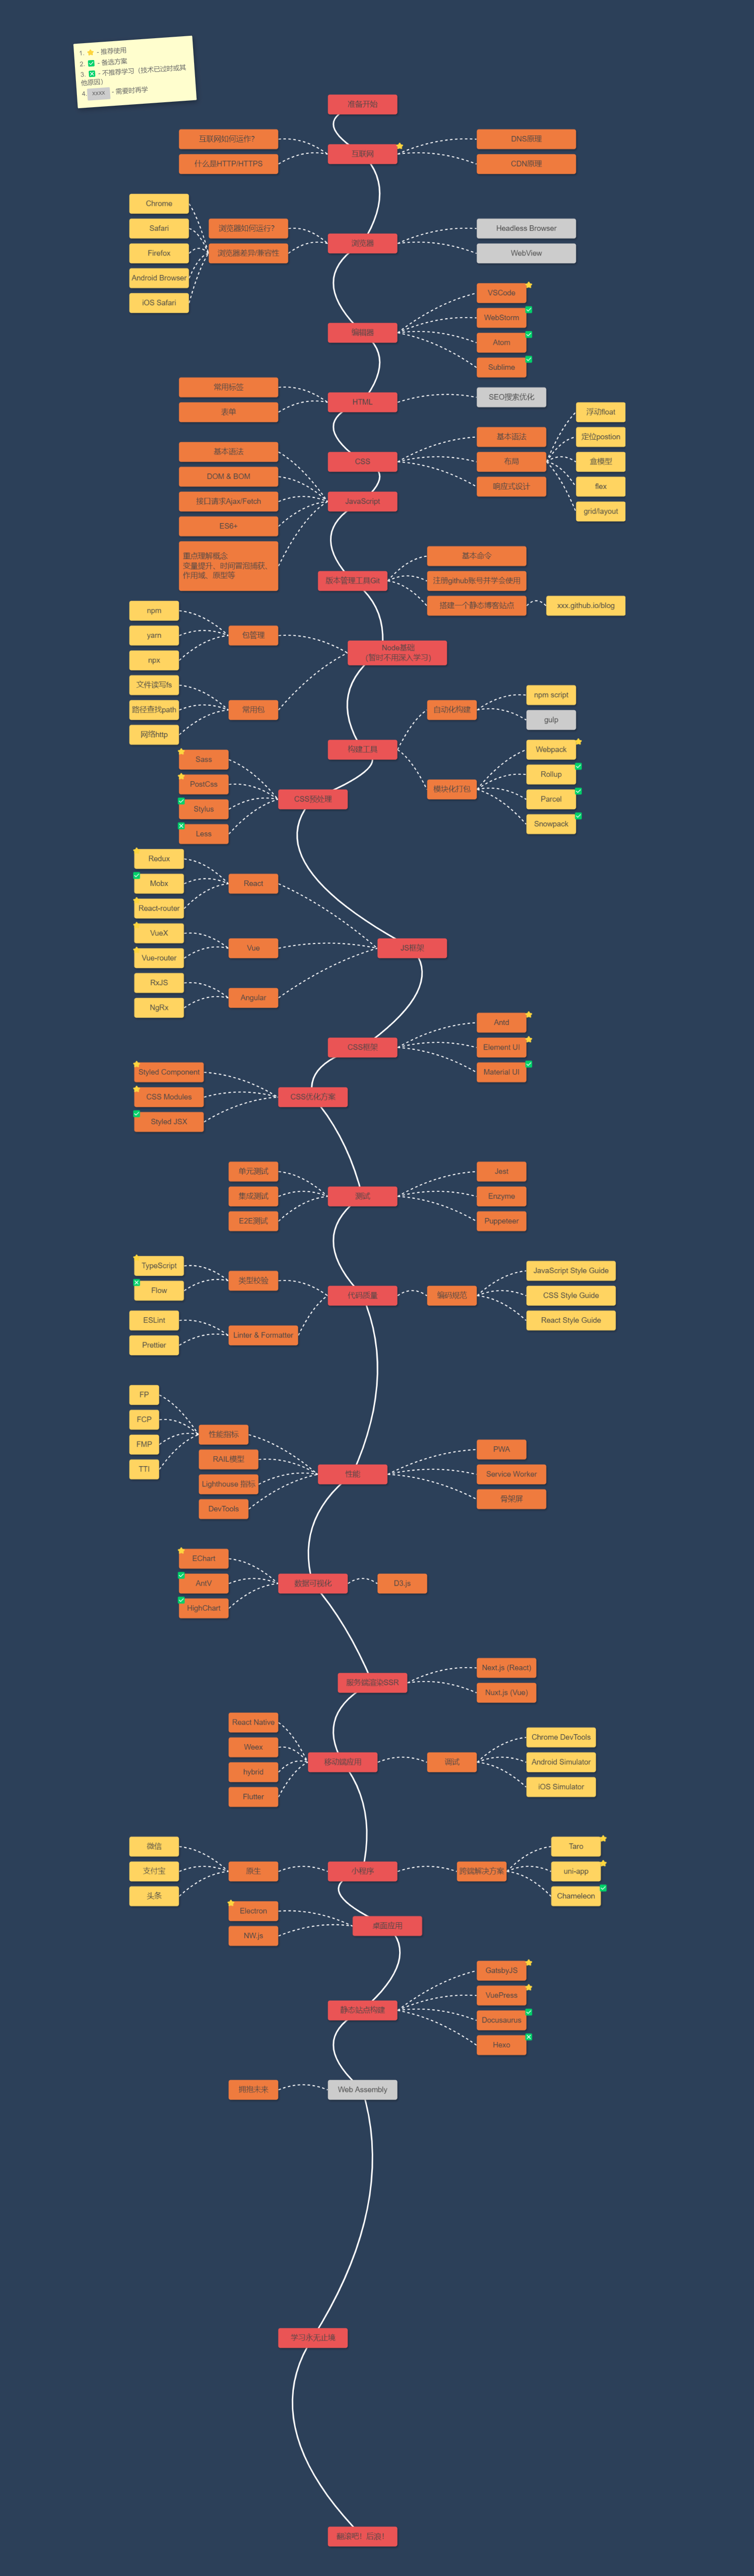 1. ⭐ - 推荐使用
2. ✅ - 备选方案
3. ❎ - 不推荐学习（技术已过时或其
他原因）
4. xxxx - 需要时再学
准备开始
互联网如何运作?
什么是HTTP/HTTPS
互联网
DNS原理
CDN原理
Chrome
Safari
Firefox
Android Browser
iOS Safari
浏览器如何运行?
浏览器差异/兼容性
浏览器
Headless Browser
WebView
编辑器
VSCode
WebStorm
Atom
Sublime
常用标签
表单
HTML
SEO搜索优化
CSS
基本语法
布局
响应式设计
浮动float
定位postion
盒模型
flex
grid/layout
基本语法
DOM & BOM
接口请求Ajax/Fetch
ES6+
重点理解概念
变量提升、时间冒泡捕获、
作用域、原型等
JavaScript
版本管理工具Git
基本命令
注册github账号并学会使用
搭建一个静态博客站点
xxx.github.io/blog
npm
yarn
npx
包管理
文件读写fs
路径查找path
网络http
常用包
Node基础
(暂时不用深入学习)
构建工具
自动化构建
npm script
gulp
模块化打包
Webpack
Rollup
Parcel
Snowpack
Sass
PostCss
Stylus
Less
CSS预处理
Redux
Mobx
React-router
React
VueX
Vue-router
Vue
RxJS
NgRx
Angular
JS框架
CSS框架
Antd
Element UI
Material UI
Styled Component
CSS Modules
Styled JSX
CSS优化方案
单元测试
集成测试
E2E测试
测试
Jest
Enzyme
Puppeteer
TypeScript
Flow
类型校验
ESLint
Prettier
Linter & Formatter
代码质量
编码规范
JavaScript Style Guide
CSS Style Guide
React Style Guide
FP
FCP
FMP
TTI
性能指标
RAIL模型
Lighthouse 指标
DevTools
性能
PWA
Service Worker
骨架屏
EChart
AntV
HighChart
数据可视化
D3.js
服务端渲染SSR
Next.js (React)
Nuxt.js (Vue)
React Native
Weex
hybrid
Flutter
移动端应用
调试
Chrome DevTools
Android Simulator
iOS Simulator
微信
支付宝
头条
原生
小程序
跨端解决方案
Taro
uni-app
Chameleon
Electron
NW.js
桌面应用
静态站点构建
GatsbyJS
VuePress
Docusaurus
Hexo
拥抱未来
Web Assembly
学习永无止境
翻滚吧！后浪！